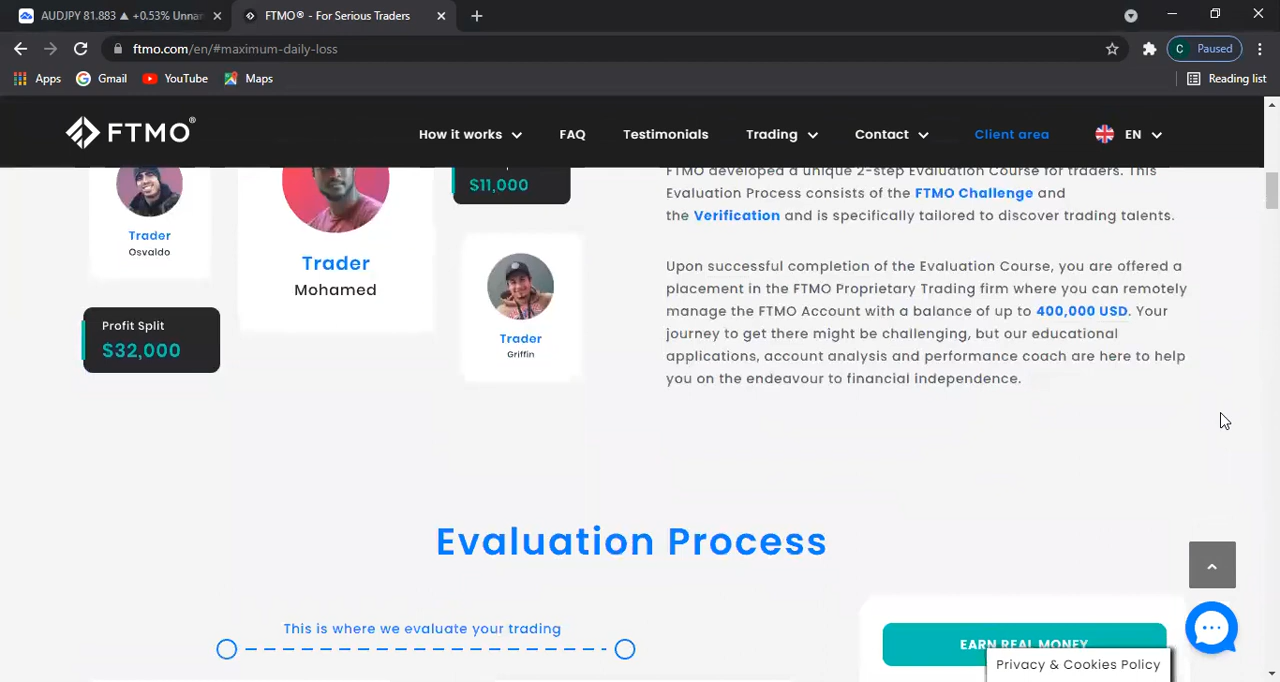 AUDJPY 81.883 ▲ +0.53% Unnar
FTMO® - For Serious Traders
ftmo.com/en/#maximum-daily-loss
C Paused
Apps Gmail YouTube Maps
Reading list
FTMO®
How it works FAQ Testimonials Trading Contact Client area EN
$11,000
Trader
Osvaldo
Trader
Mohamed
Profit Split
$32,000
Trader
Griffin
FTMO developed a unique 2-step Evaluation Course for traders. This
Evaluation Process consists of the FTMO Challenge and
the Verification and is specifically tailored to discover trading talents.
Upon successful completion of the Evaluation Course, you are offered a
placement in the FTMO Proprietary Trading firm where you can remotely
manage the FTMO Account with a balance of up to 400,000 USD. Your
journey to get there might be challenging, but our educational
applications, account analysis and performance coach are here to help
you on the endeavour to financial independence.
Evaluation Process
This is where we evaluate your trading
EARN REAL MONEY
Privacy & Cookies Policy